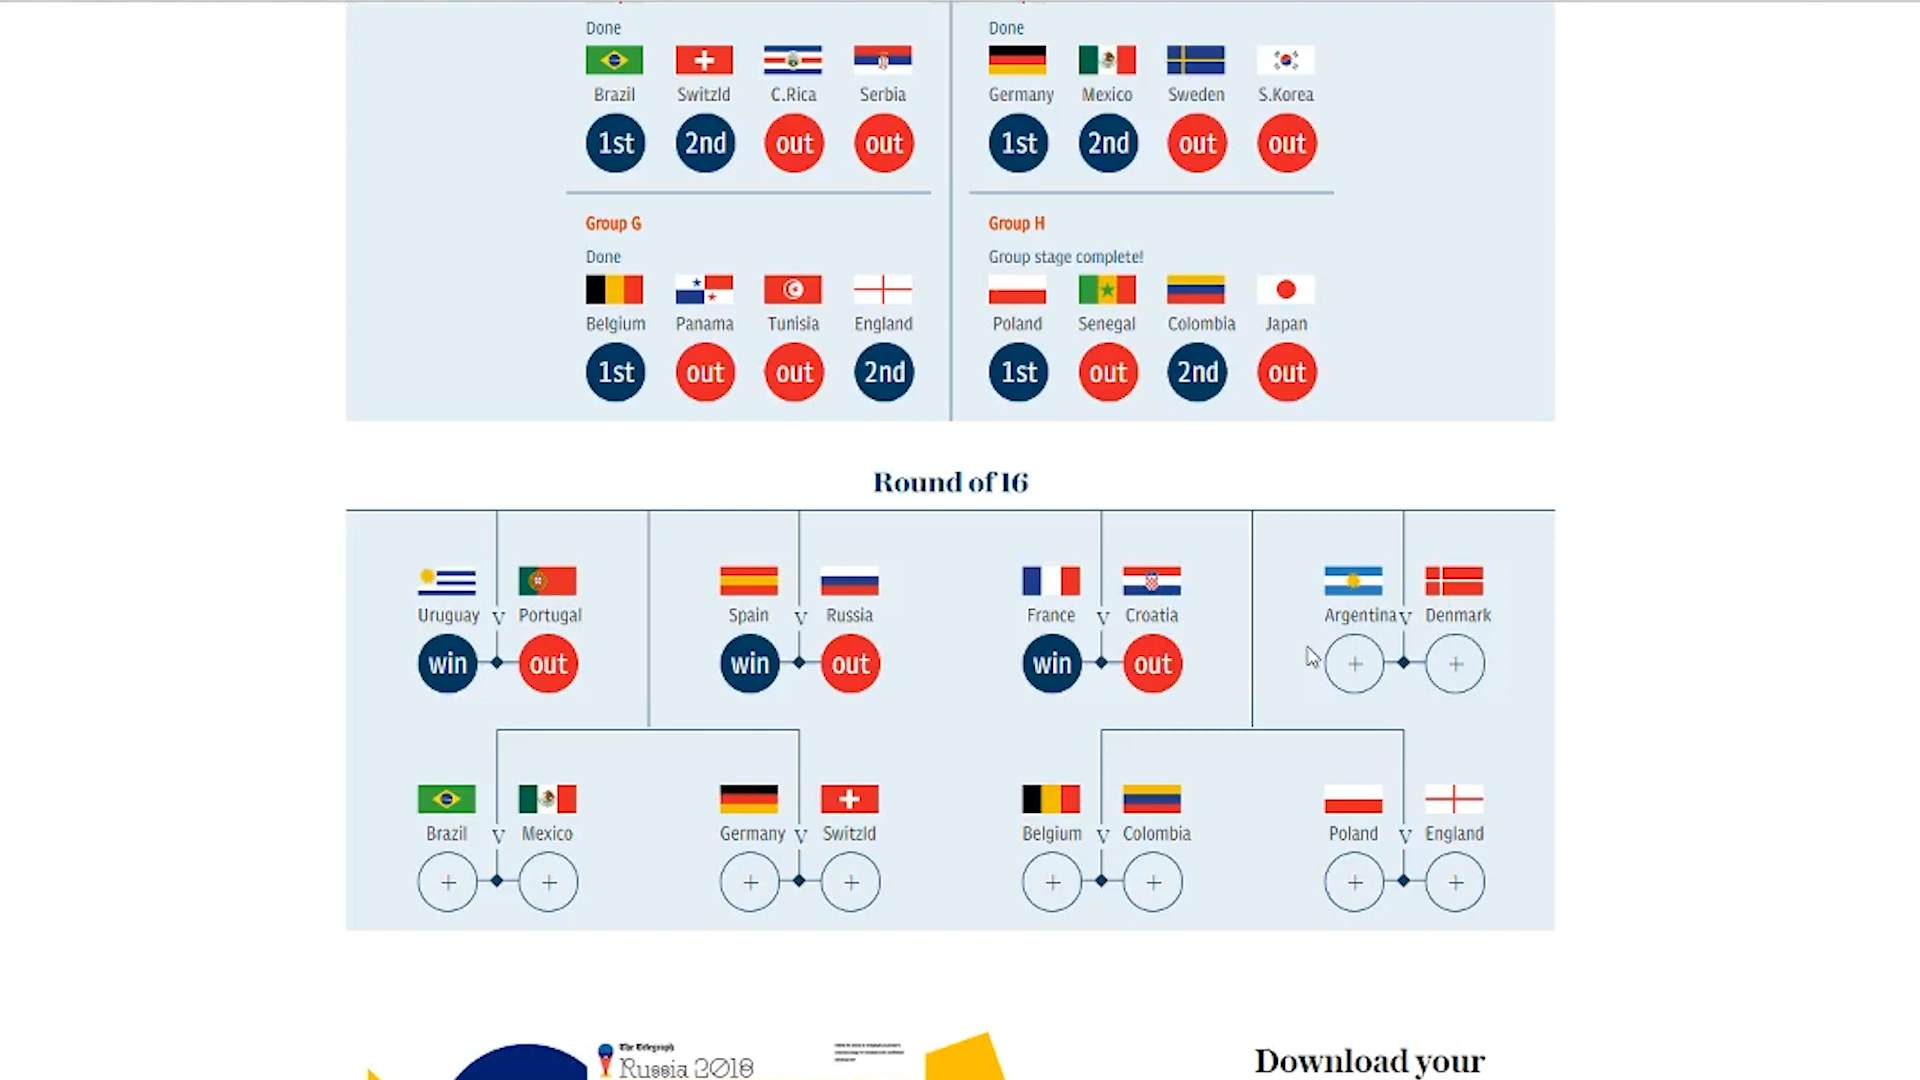 Done
Brazil Switzld C.Rica Serbia
1st 2nd out out
Done
Germany Mexico Sweden S.Korea
1st 2nd out out
Group G
Done
Belgium Panama Tunisia England
1st out out 2nd
Group H
Group stage complete!
Poland Senegal Colombia Japan
1st out 2nd out
Round of 16
Uruguay V Portugal
win out
Spain V Russia
win out
France V Croatia
win out
Argentina V Denmark
+ +
Brazil V Mexico
+ +
Germany V Switzld
+ +
Belgium V Colombia
+ +
Poland V England
+ +
The Telegraph
Russia 2018
Download your